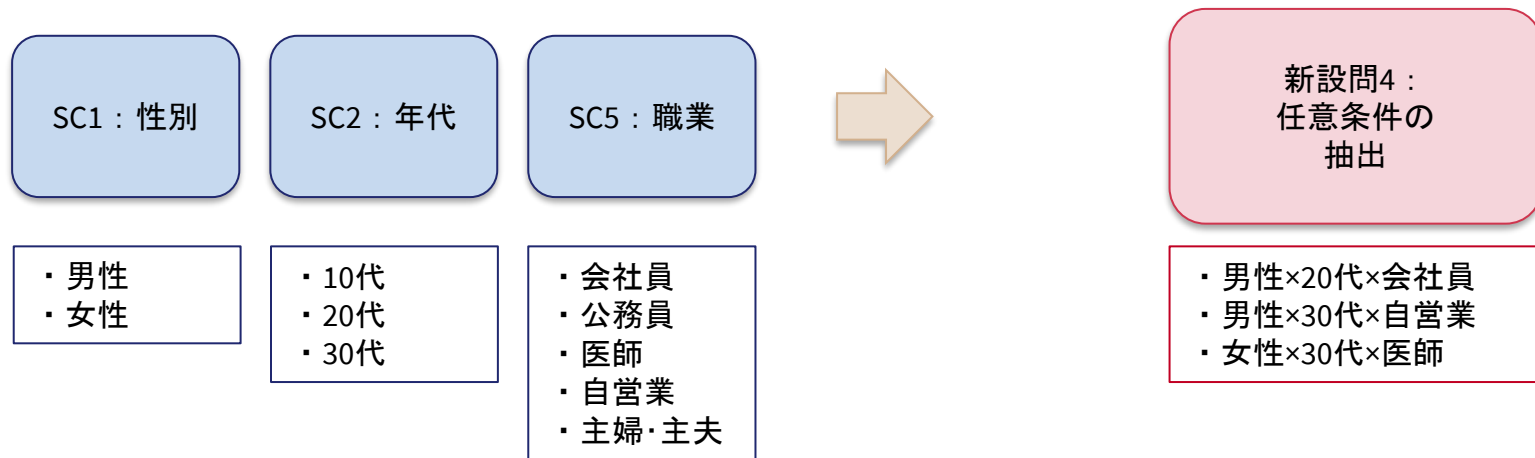 SC1：性別
SC2：年代
SC5：職業
新設問4：
任意条件の
抽出
・男性
・女性
・10代
・20代
・30代
・会社員
・公務員
・医師
・自営業
・主婦・主夫
・男性×20代×会社員
・男性×30代×自営業
・女性×30代×医師